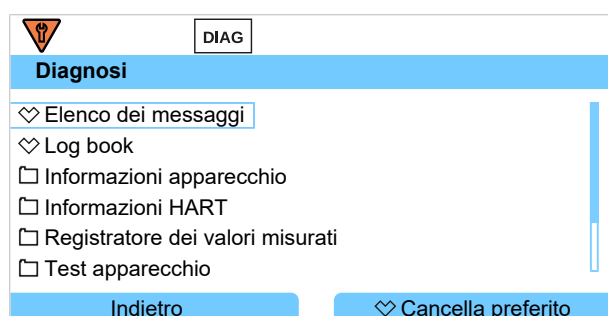 DIAG
Diagnosi
Elenco dei messaggi
Log book
Informazioni apparecchio
Informazioni HART
Registratore dei valori misurati
Test apparecchio
Indietro
Cancella preferito